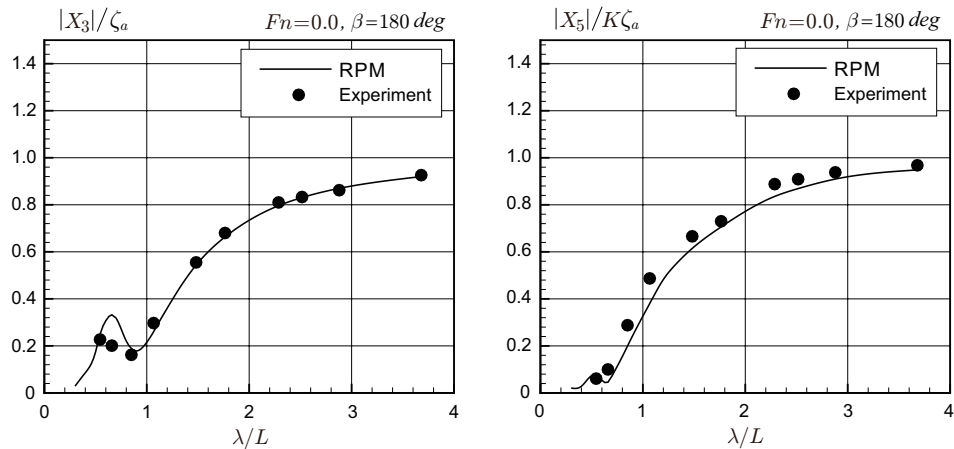 |X₃|/ζₐ Fn=0.0, β=180 deg
1.4
1.2
1.0
0.8
0.6
0.4
0.2
0
RPM
Experiment
0 1 2 3 4
λ/L
|X₅|/Kζₐ Fn=0.0, β=180 deg
1.4
1.2
1.0
0.8
0.6
0.4
0.2
0
RPM
Experiment
0 1 2 3 4
λ/L